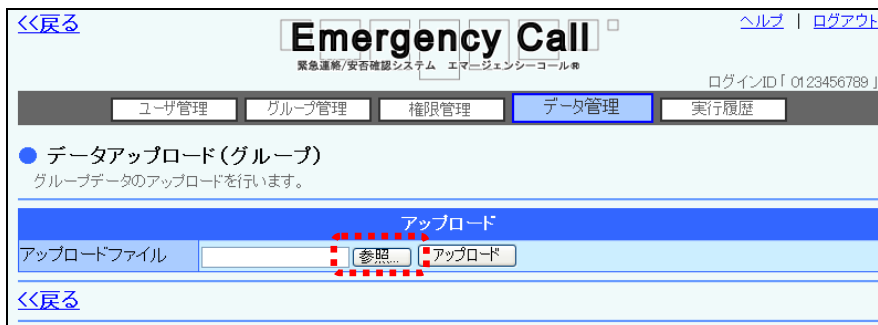 <<戻る
Emergency Call
ヘルプ | ログアウト
緊急連絡/安否確認システム エマージェンシーコール®
ログインID「 0123456789 」
ユーザ管理 グループ管理 権限管理 データ管理 実行履歴
データアップロード(グループ)
グループデータのアップロードを行います。
アップロード
アップロードファイル 参照... アップロード
<<戻る